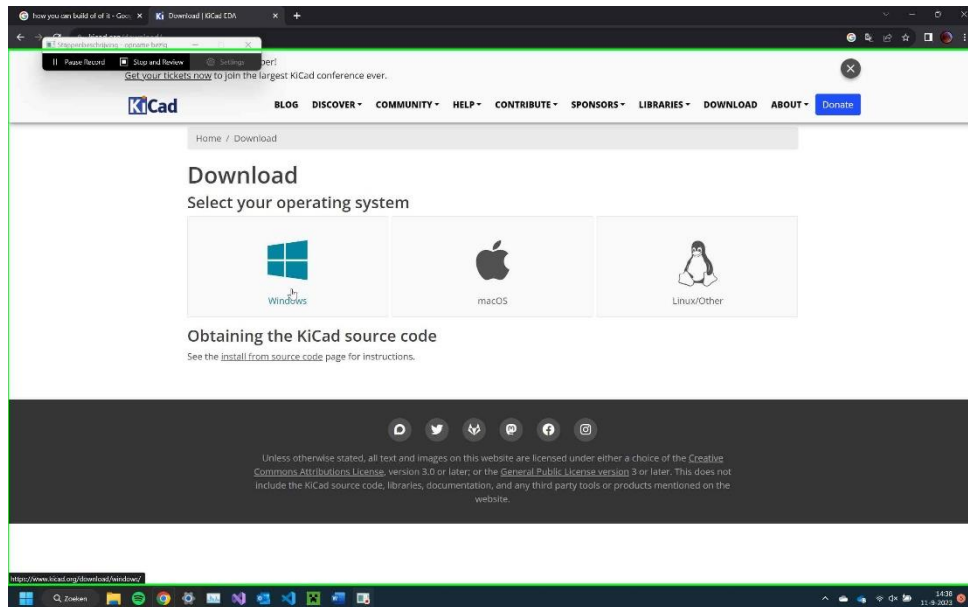 how you can build of of it - Goo
Download | KiCad EDA
Stappenbeschrijving - opname bezig
Pause Record
Stop and Review
Settings
Get your tickets now to join the largest KiCad conference ever.
KiCad
BLOG DISCOVER COMMUNITY HELP CONTRIBUTE SPONSORS LIBRARIES DOWNLOAD ABOUT Donate
Home / Download
Download
Select your operating system
Windows macOS Linux/Other
Obtaining the KiCad source code
See the install from source code page for instructions.
Unless otherwise stated, all text and images on this website are licensed under either a choice of the Creative
Commons Attributions License, version 3.0 or later; or the General Public License version 3 or later. This does not
include the KiCad source code, libraries, documentation, and any third party tools or products mentioned on the
website.
https://www.kicad.org/download/windows/
Zoeken
14:38
11-9-2023